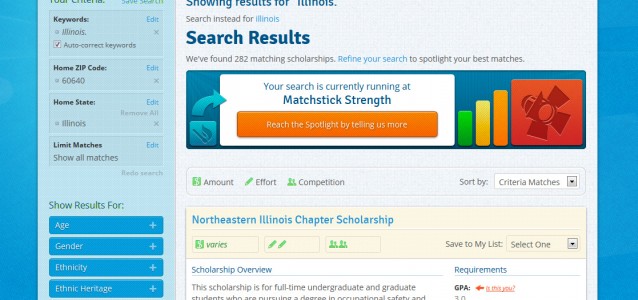 Your Criteria:
Save Search
Keywords:
Edit
Illinois.
Auto-correct keywords
Home ZIP Code:
Edit
60640
Home State:
Edit
Remove All
Illinois
Limit Matches
Edit
Show all matches
Redo search
Show Results For:
Age
Gender
Ethnicity
Ethnic Heritage
Showing results for "Illinois."
Search instead for illinois
Search Results
We've found 282 matching scholarships. Refine your search to spotlight your best matches.
Your search is currently running at
Matchstick Strength
Reach the Spotlight by telling us more
Amount
Effort
Competition
Sort by:
Criteria Matches
Northeastern Illinois Chapter Scholarship
$ varies
Save to My List:
Select One
Scholarship Overview
This scholarship is for full-time undergraduate and graduate
students who are pursuing a degree in occupational safety and
Requirements
GPA:
Is this you?
3.0